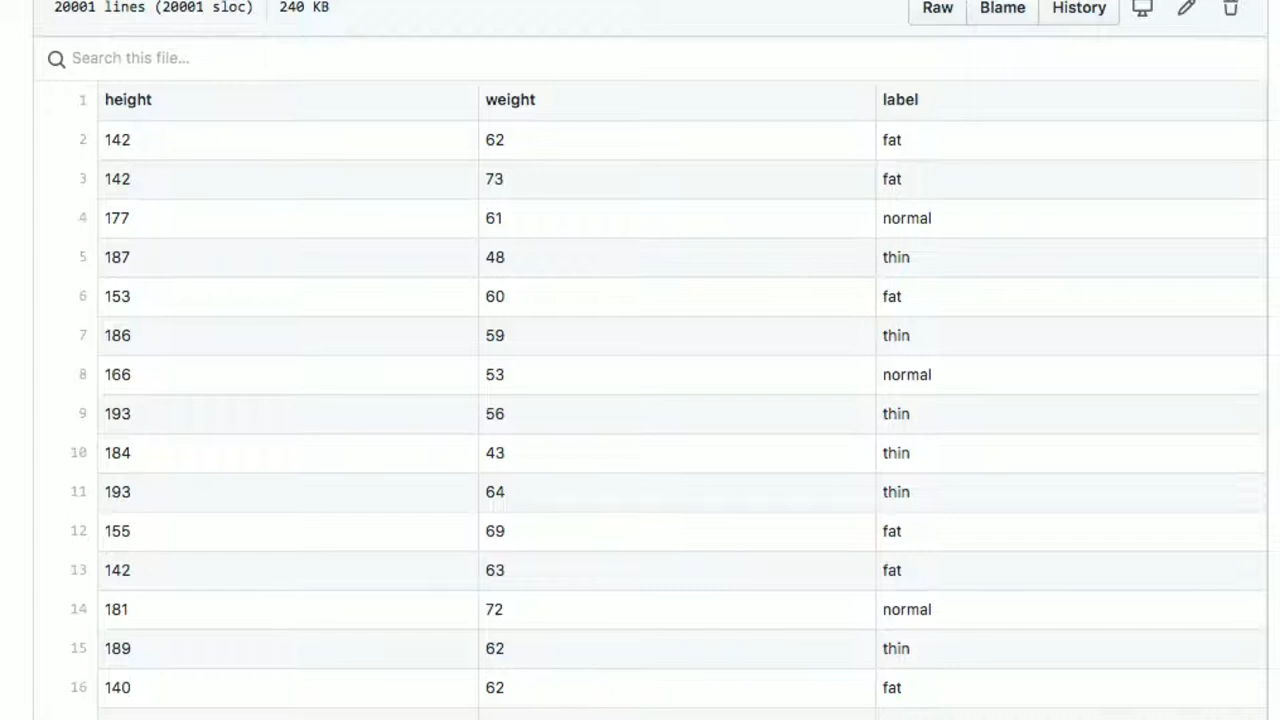 20001 lines (20001 sloc) 240 KB Raw Blame History
Search this file...
1 height weight label
2 142 62 fat
3 142 73 fat
4 177 61 normal
5 187 48 thin
6 153 60 fat
7 186 59 thin
8 166 53 normal
9 193 56 thin
10 184 43 thin
11 193 64 thin
12 155 69 fat
13 142 63 fat
14 181 72 normal
15 189 62 thin
16 140 62 fat